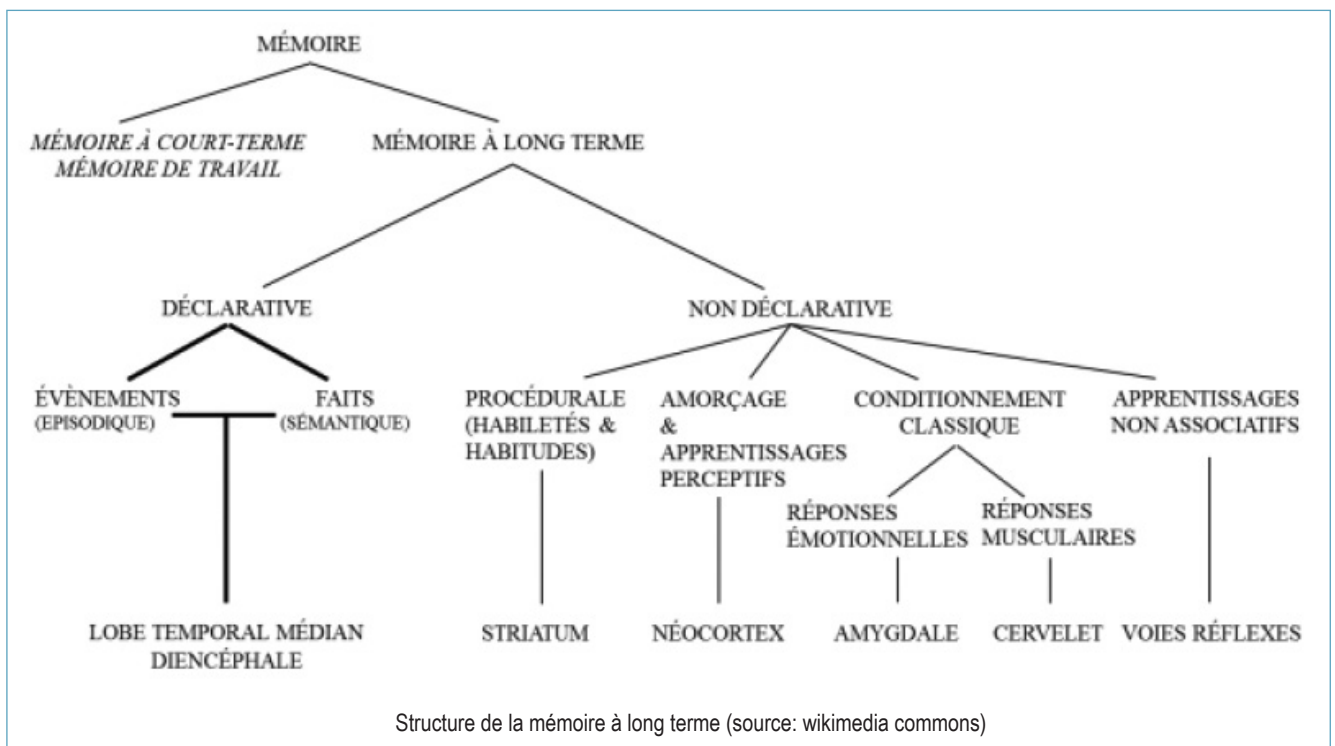 MÉMOIRE
MÉMOIRE À COURT-TERME
MÉMOIRE DE TRAVAIL
MÉMOIRE À LONG TERME
DÉCLARATIVE
NON DÉCLARATIVE
ÉVÈNEMENTS
(EPISODIQUE)
FAITS
(SÉMANTIQUE)
PROCÉDURALE
(HABILETÉS &
HABITUDES)
AMORÇAGE
&
APPRENTISSAGES
PERCEPTIFS
CONDITIONNEMENT
CLASSIQUE
APPRENTISSAGES
NON ASSOCIATIFS
RÉPONSES
ÉMOTIONNELLES
RÉPONSES
MUSCULAIRES
LOBE TEMPORAL MÉDIAN
DIENCÉPHALE
STRIATUM
NÉOCORTEX
AMYGDALE
CERVELET
VOIES RÉFLEXES
Structure de la mémoire à long terme (source: wikimedia commons)